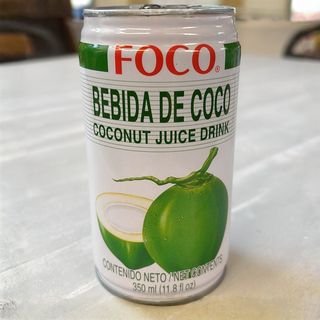 FOCO®
BEBIDA DE COCO
COCONUT JUICE DRINK
CONTENIDO NETO / NET CONTENTS
350 ml (11.8 fl oz)